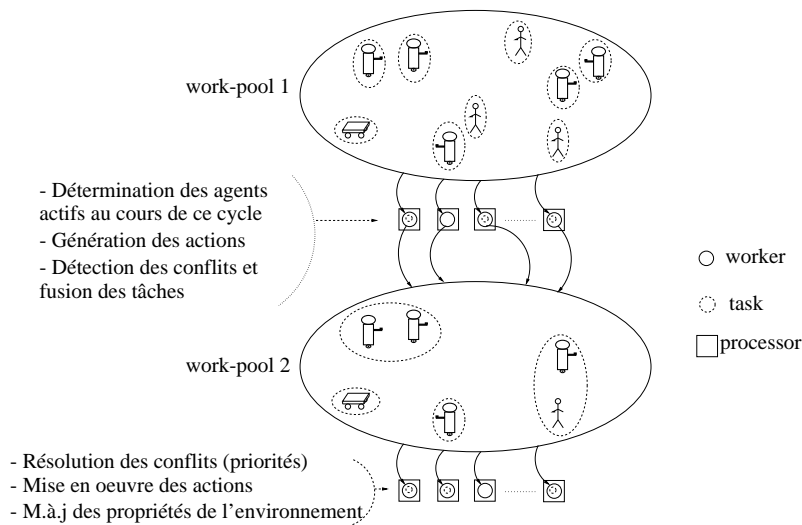 work-pool 1
- Détermination des agents
actifs au cours de ce cycle
- Génération des actions
- Détection des conflits et
fusion des tâches
worker
task
processor
work-pool 2
- Résolution des conflits (priorités)
- Mise en oeuvre des actions
- M.à.j des propriétés de l'environnement